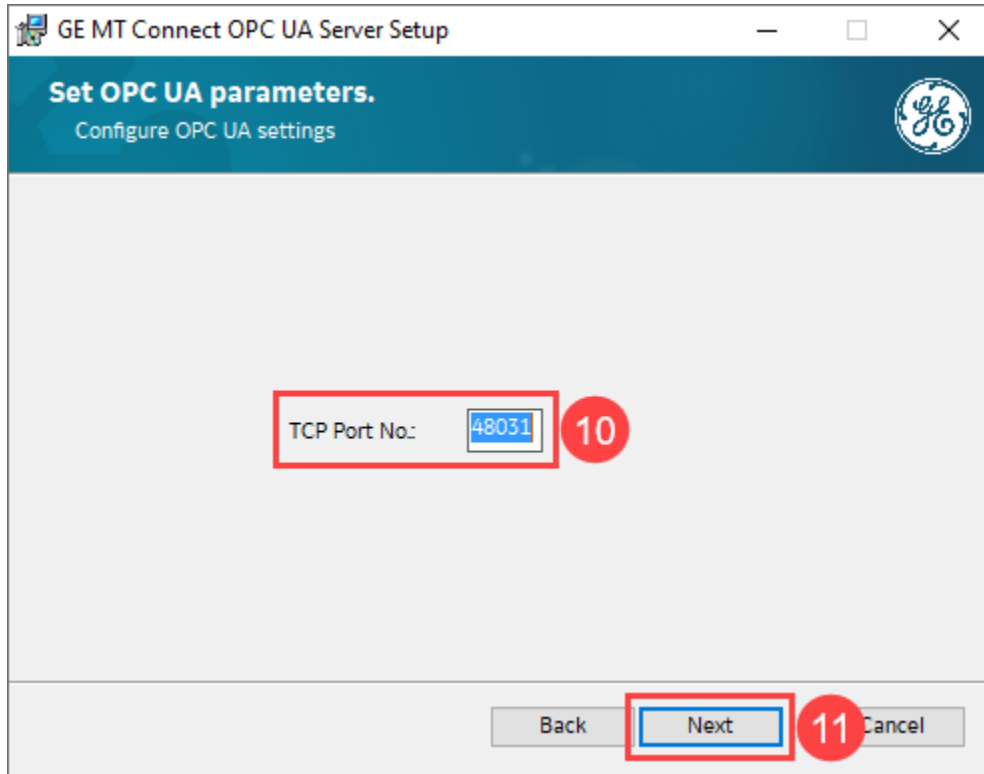 GE MT Connect OPC UA Server Setup
Set OPC UA parameters.
Configure OPC UA settings
TCP Port No.: 48031 10
Back Next 11 Cancel